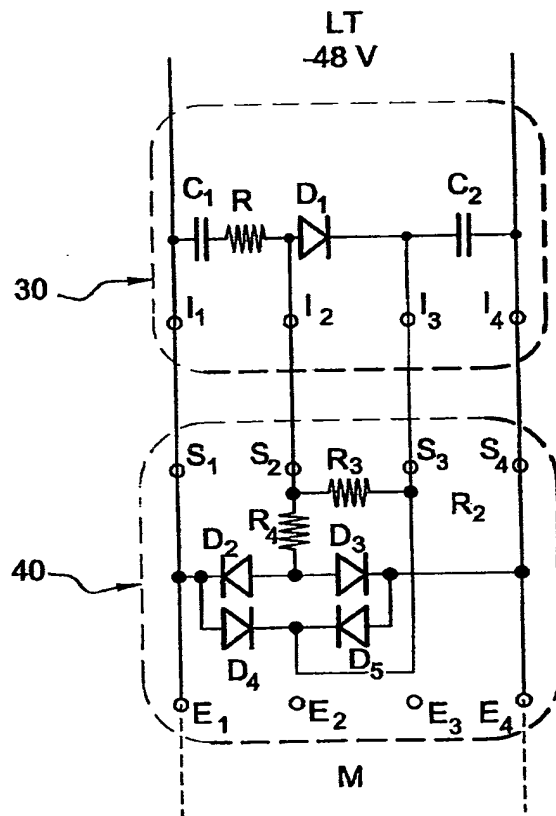 LT
-48 V
C1 R D1 C2
30
I1 I2 I3 I4
S1 S2 R3 S3 S4
R4 D3 R2
D2
40
D4 D5
E1 E2 E3 E4
M